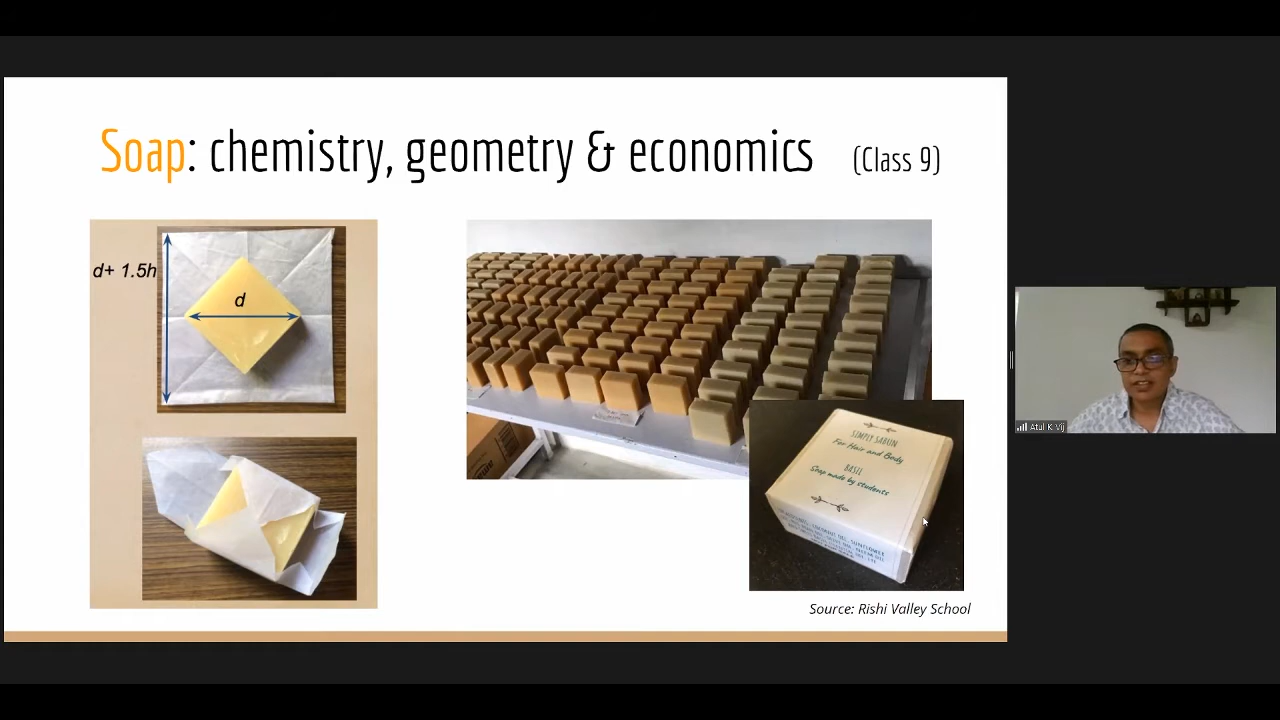 Soap: chemistry, geometry & economics (Class 9)
d+ 1.5h
d
SIMPLY SABUN
For Hair and Body
BASIL
Soap made by students
Source: Rishi Valley School
Atul K Vij